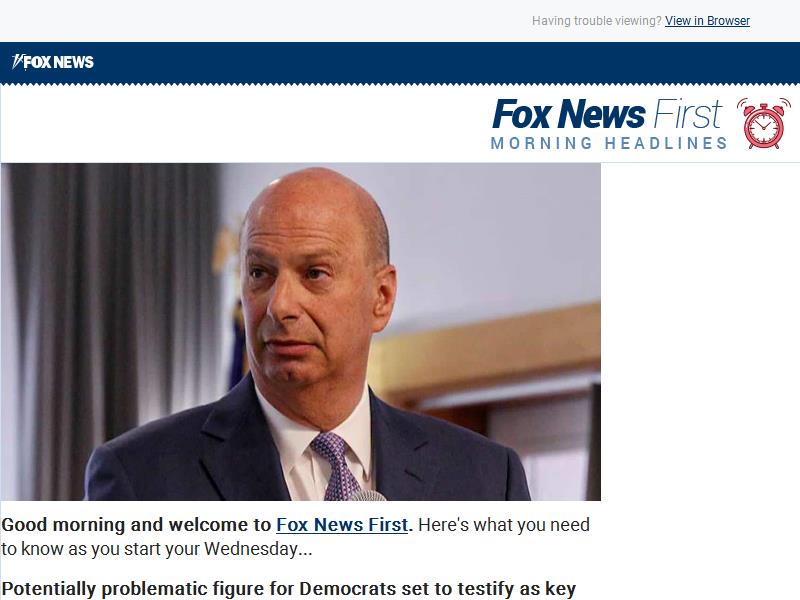 Having trouble viewing? View in Browser
FOX NEWS
Fox News First
MORNING HEADLINES
Good morning and welcome to Fox News First. Here's what you need
to know as you start your Wednesday...
Potentially problematic figure for Democrats set to testify as key